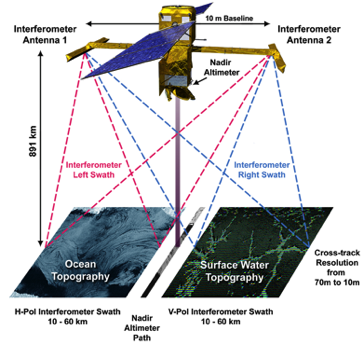 10 m Baseline
Interferometer
Antenna 1
Interferometer
Antenna 2
Nadir
Altimeter
891 km
Interferometer
Left Swath
Interferometer
Right Swath
Ocean
Topography
Surface Water
Topography
Cross-track
Resolution
from
70m to 10m
H-Pol Interferometer Swath
10 - 60 km
Nadir
Altimeter
Path
V-Pol Interferometer Swath
10 - 60 km